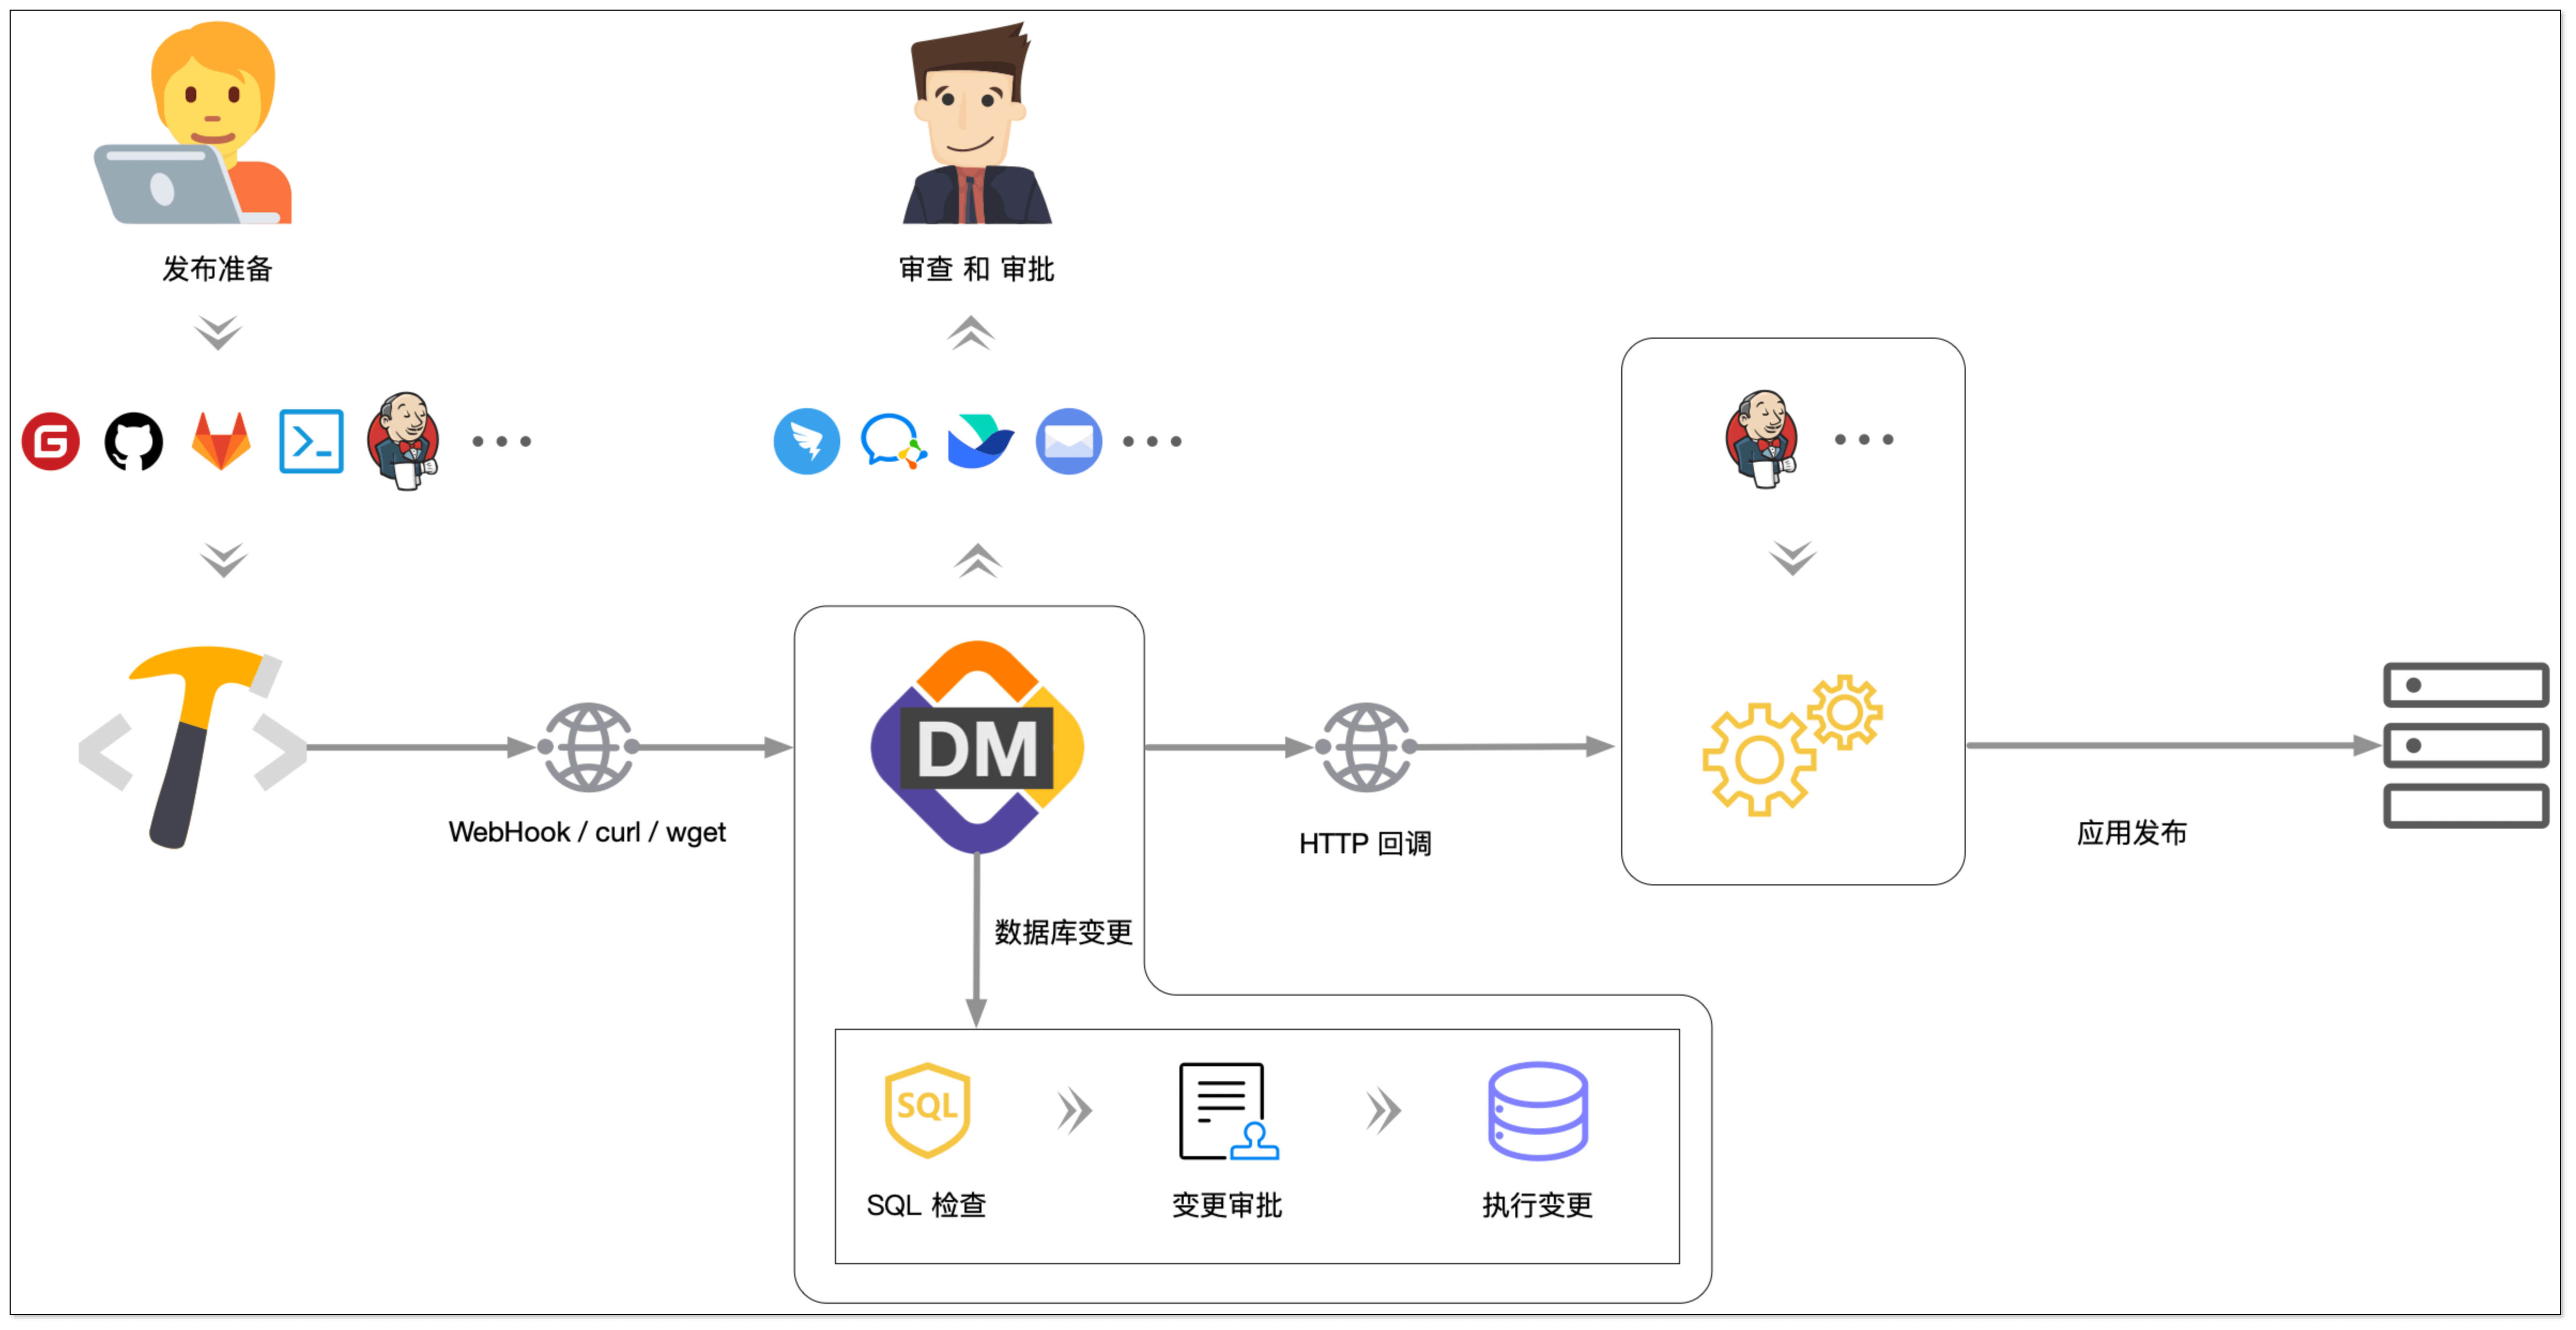 发布准备
审查 和 审批
DM
WebHook / curl / wget
HTTP 回调
应用发布
数据库变更
SQL
SQL 检查
变更审批
执行变更